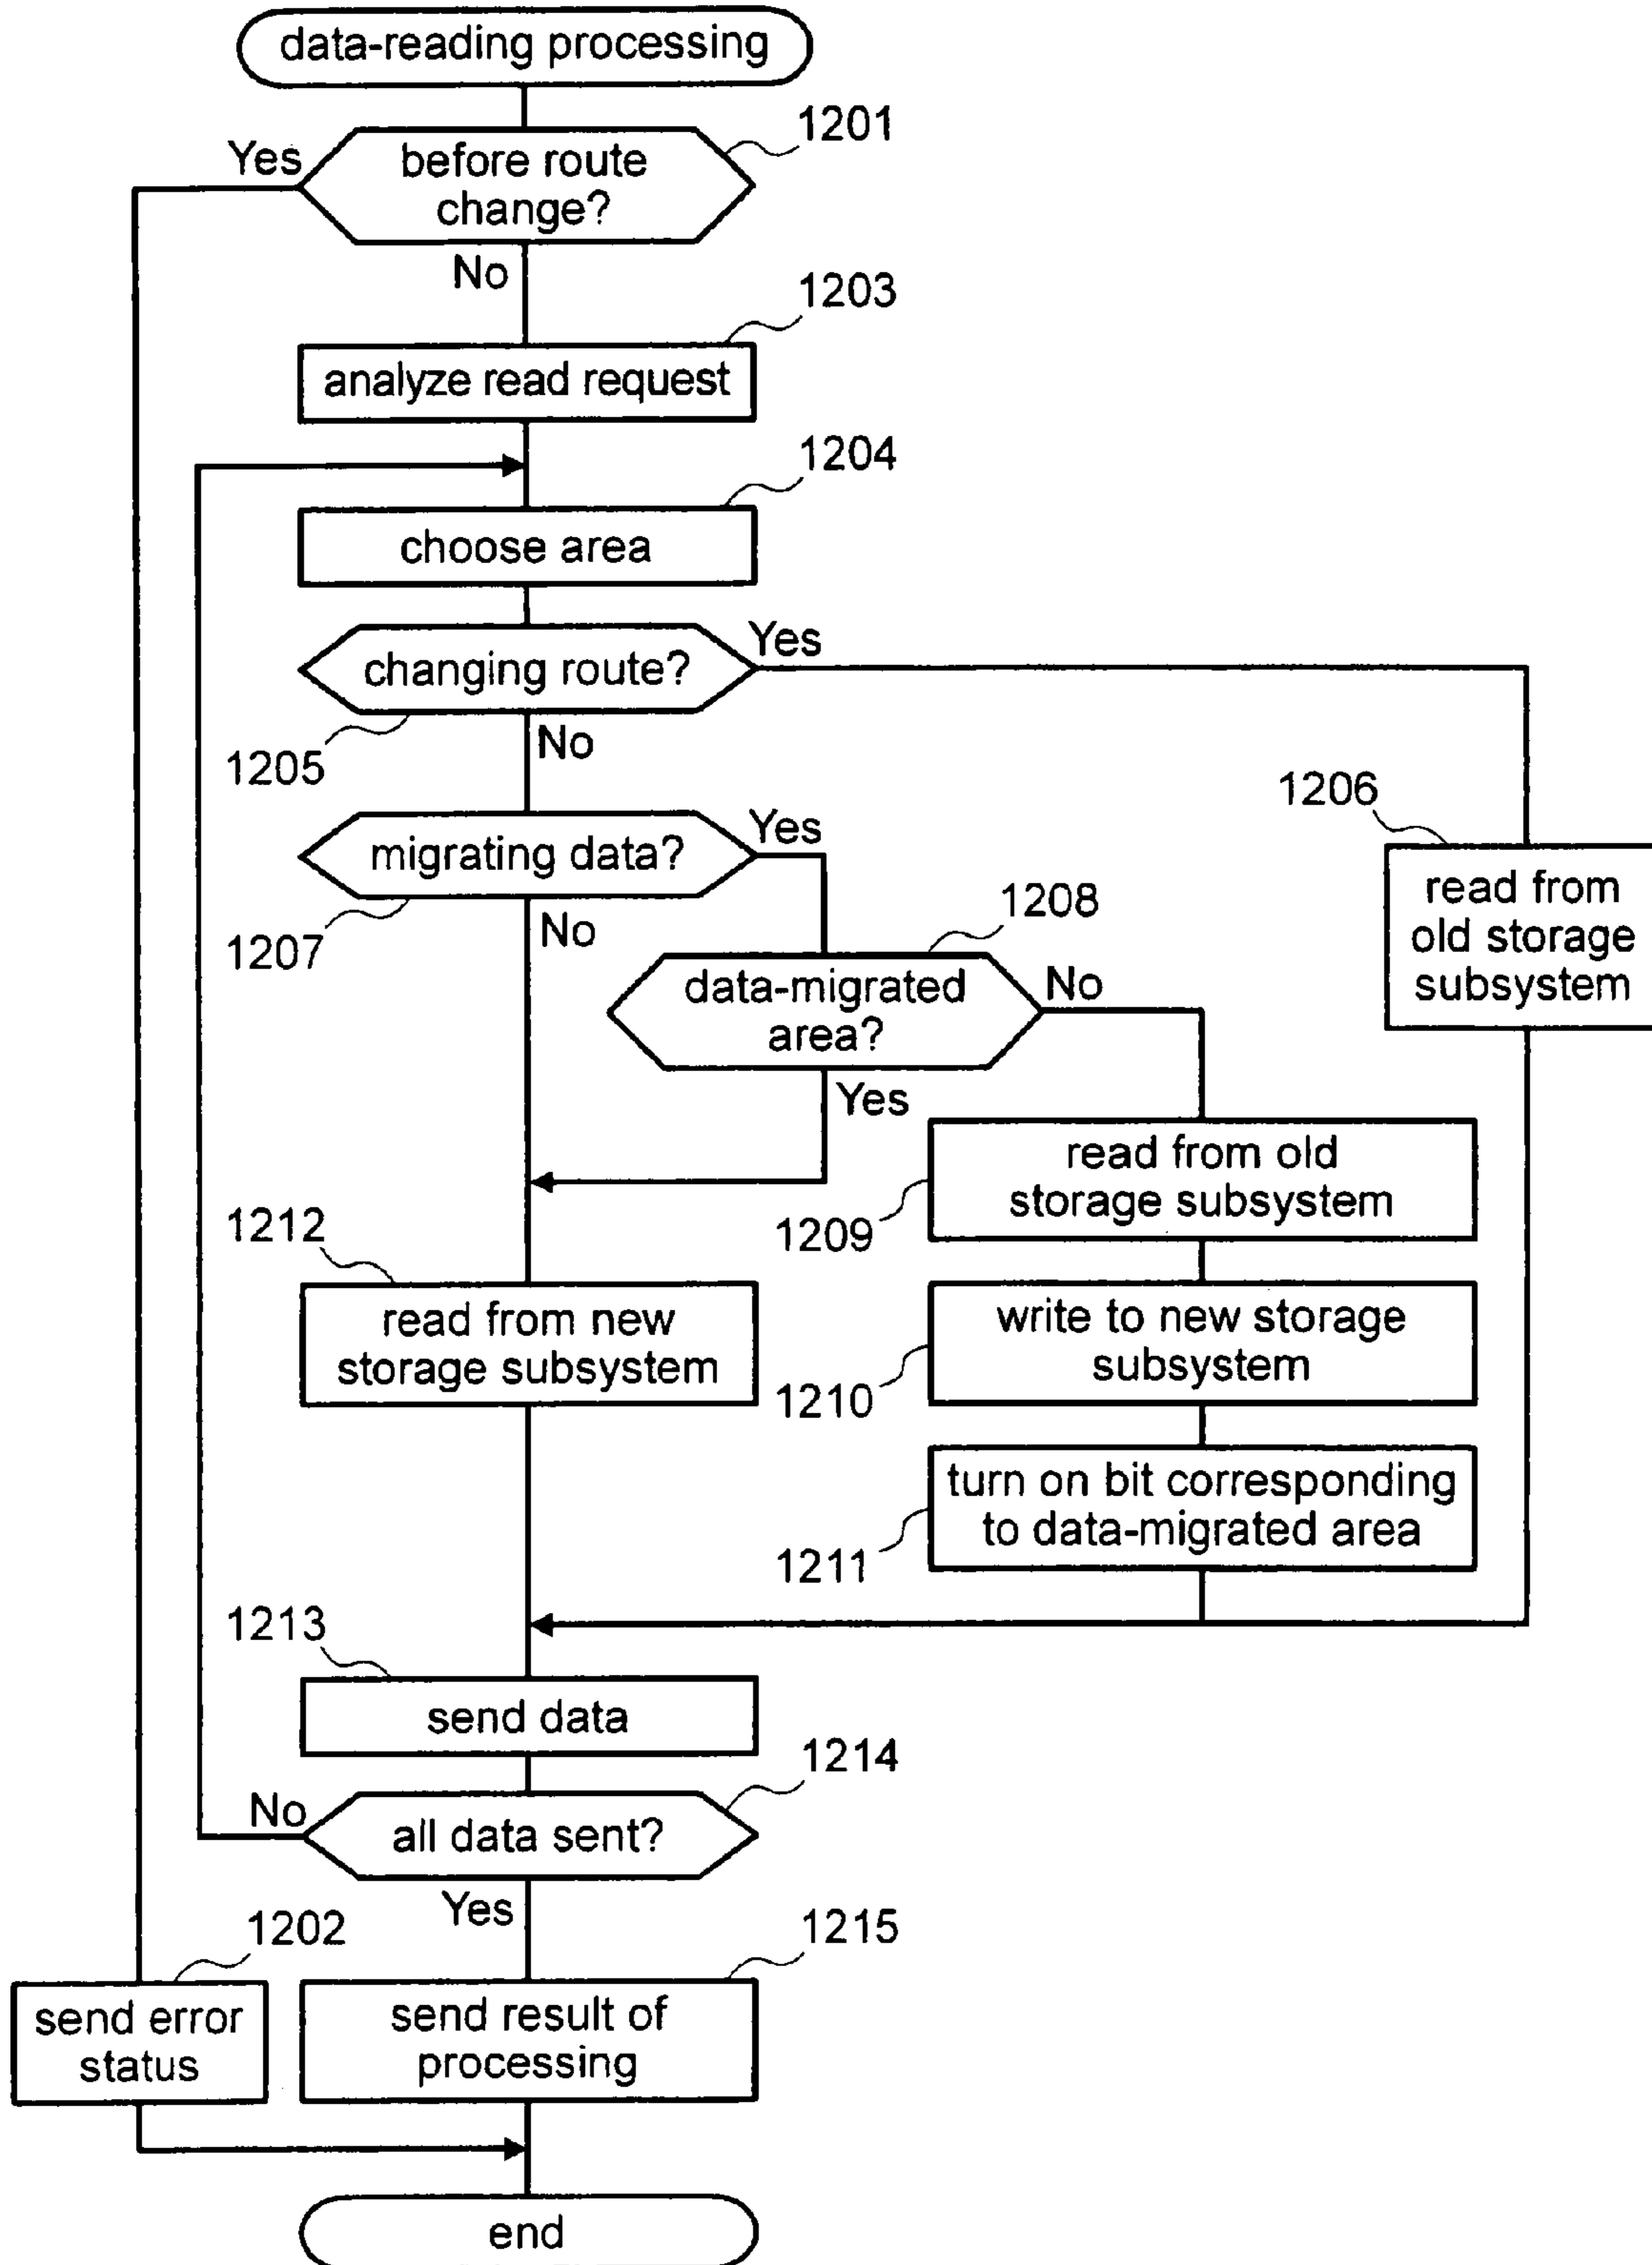 data-reading processing
1201
Yes
before route
change?
No
1203
analyze read request
1204
choose area
Yes
changing route?
1205
No
1206
Yes
migrating data?
read from
old storage
subsystem
1207
No
1208
data-migrated
area?
No
Yes
read from old
storage subsystem
1209
1212
read from new
storage subsystem
write to new storage
subsystem
1210
turn on bit corresponding
to data-migrated area
1211
1213
send data
1214
No
all data sent?
Yes
1202
1215
send error
status
send result of
processing
end